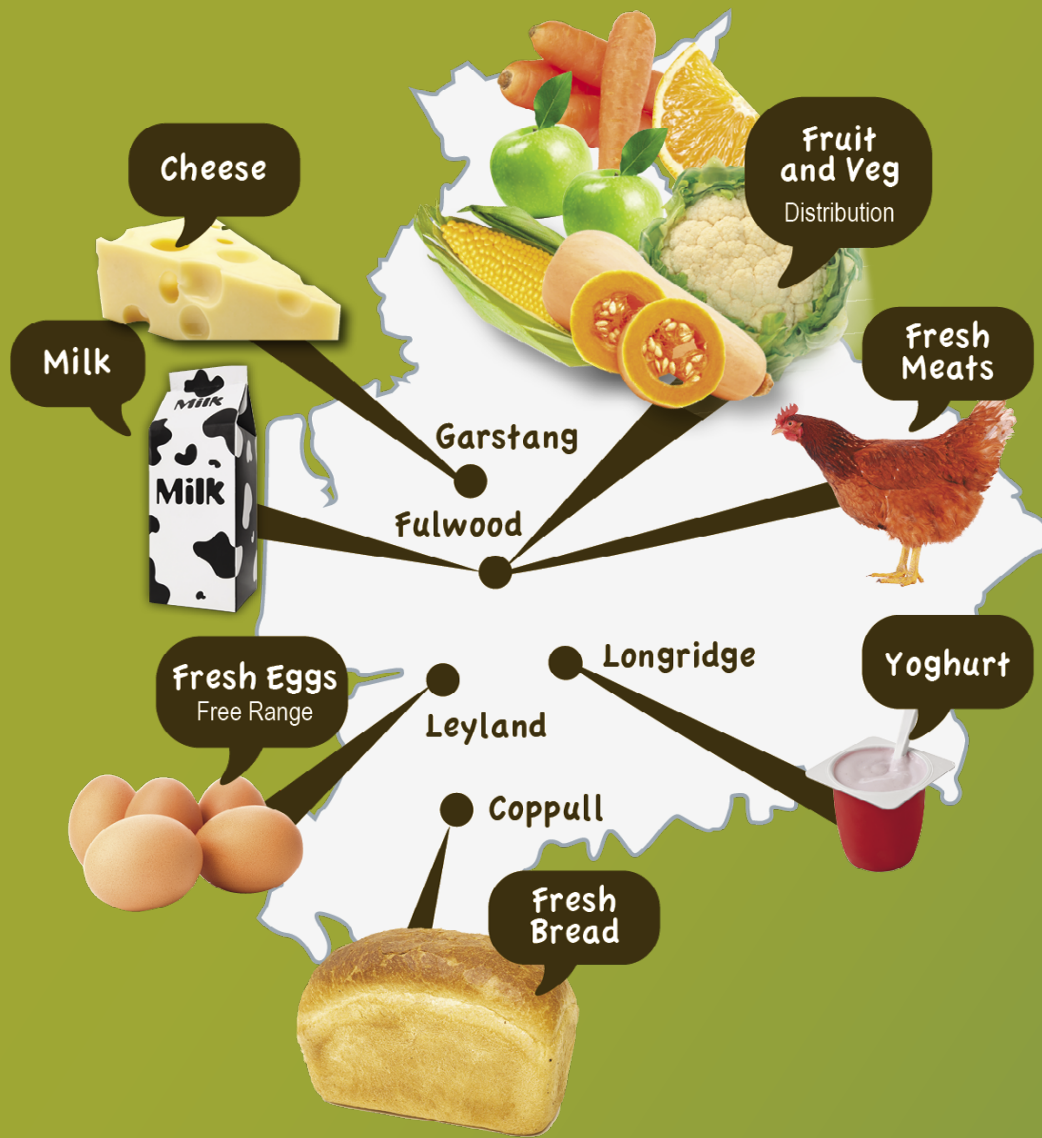 Cheese
Fruit
and Veg
Distribution
Milk
Fresh
Meats
Milk
Milk
Garstang
Fulwood
Longridge
Yoghurt
Fresh Eggs
Free Range
Leyland
Coppull
Fresh
Bread